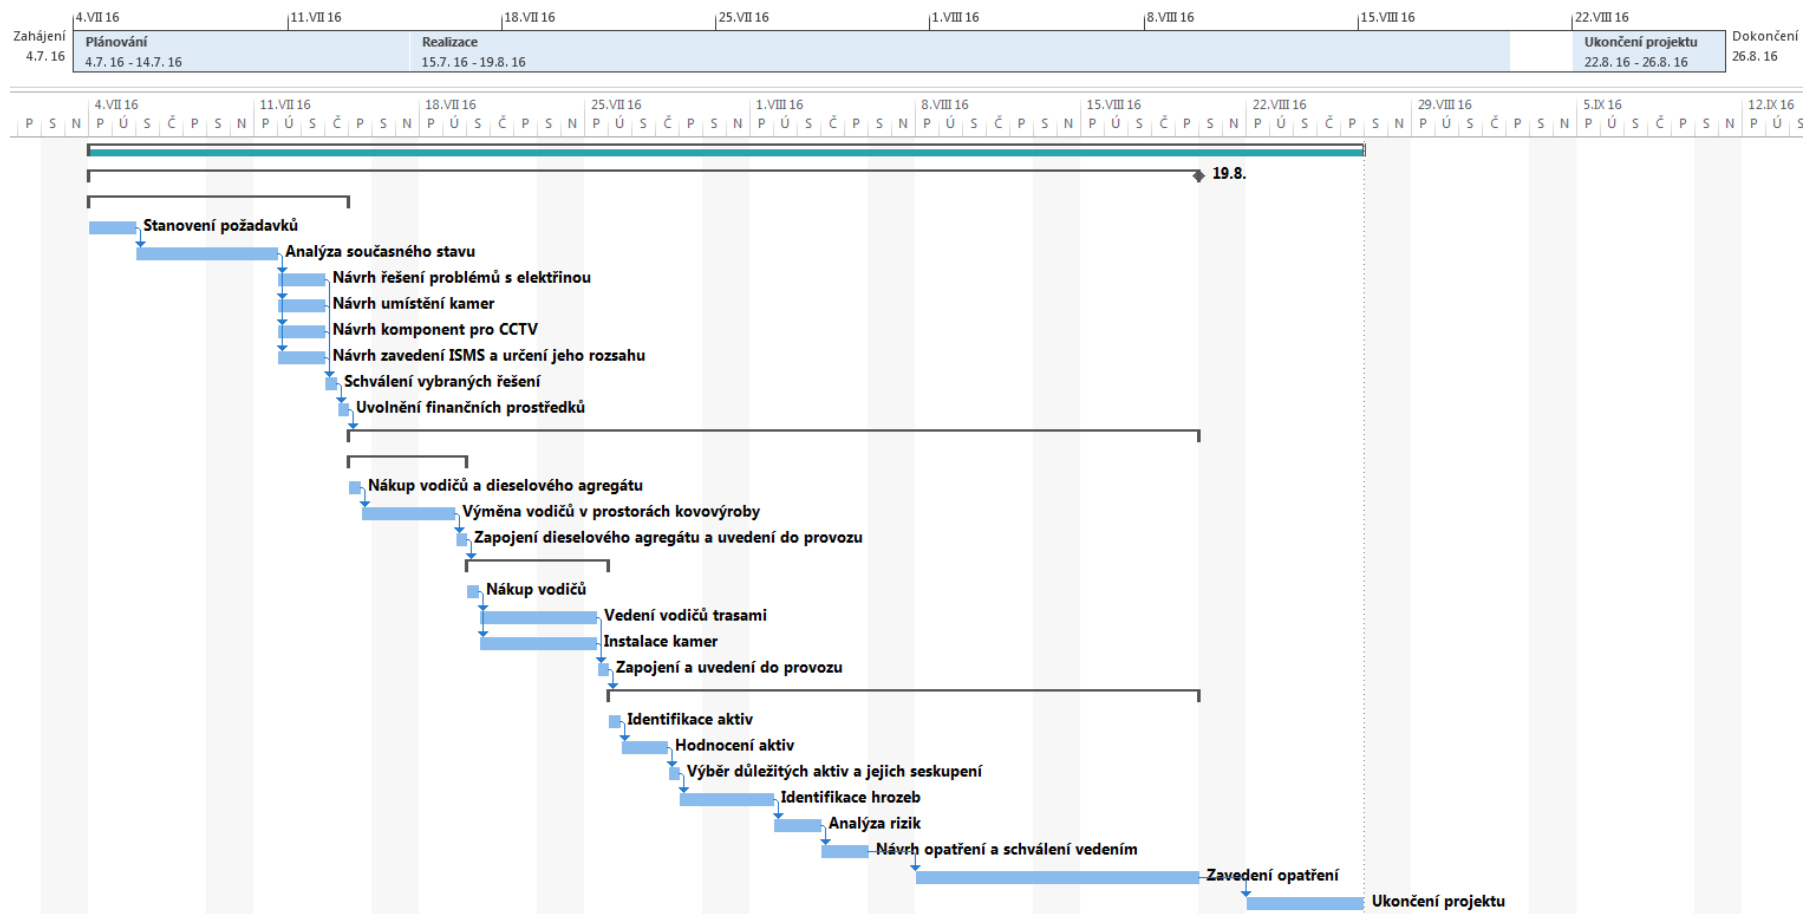 4.VII 16 11.VII 16 18.VII 16 25.VII 16 1.VIII 16 8.VIII 16 15.VIII 16 22.VIII 16
Zahájení
4.7. 16
Plánování
4.7. 16 - 14.7. 16
Realizace
15.7. 16 - 19.8. 16
Ukončení projektu
22.8. 16 - 26.8. 16
Dokončení
26.8. 16
4.VII 16 11.VII 16 18.VII 16 25.VII 16 1.VIII 16 8.VIII 16 15.VIII 16 22.VIII 16 29.VIII 16 5.IX 16 12.IX 16
P S N P Ú S Č P S N P Ú S Č P S N P Ú S Č P S N P Ú S Č P S N P Ú S Č P S N P Ú S Č P S N P Ú S Č P S N P Ú S Č P S N P Ú S Č P S N P Ú S Č P S N P Ú S
19.8.
Stanovení požadavků
Analýza současného stavu
Návrh řešení problémů s elektřinou
Návrh umístění kamer
Návrh komponent pro CCTV
Návrh zavedení ISMS a určení jeho rozsahu
Schválení vybraných řešení
Uvolnění finančních prostředků
Nákup vodičů a dieselového agregátu
Výměna vodičů v prostorách kovovýroby
Zapojení dieselového agregátu a uvedení do provozu
Nákup vodičů
Vedení vodičů trasami
Instalace kamer
Zapojení a uvedení do provozu
Identifikace aktiv
Hodnocení aktiv
Výběr důležitých aktiv a jejich seskupení
Identifikace hrozeb
Analýza rizik
Návrh opatření a schválení vedením
Zavedení opatření
Ukončení projektu